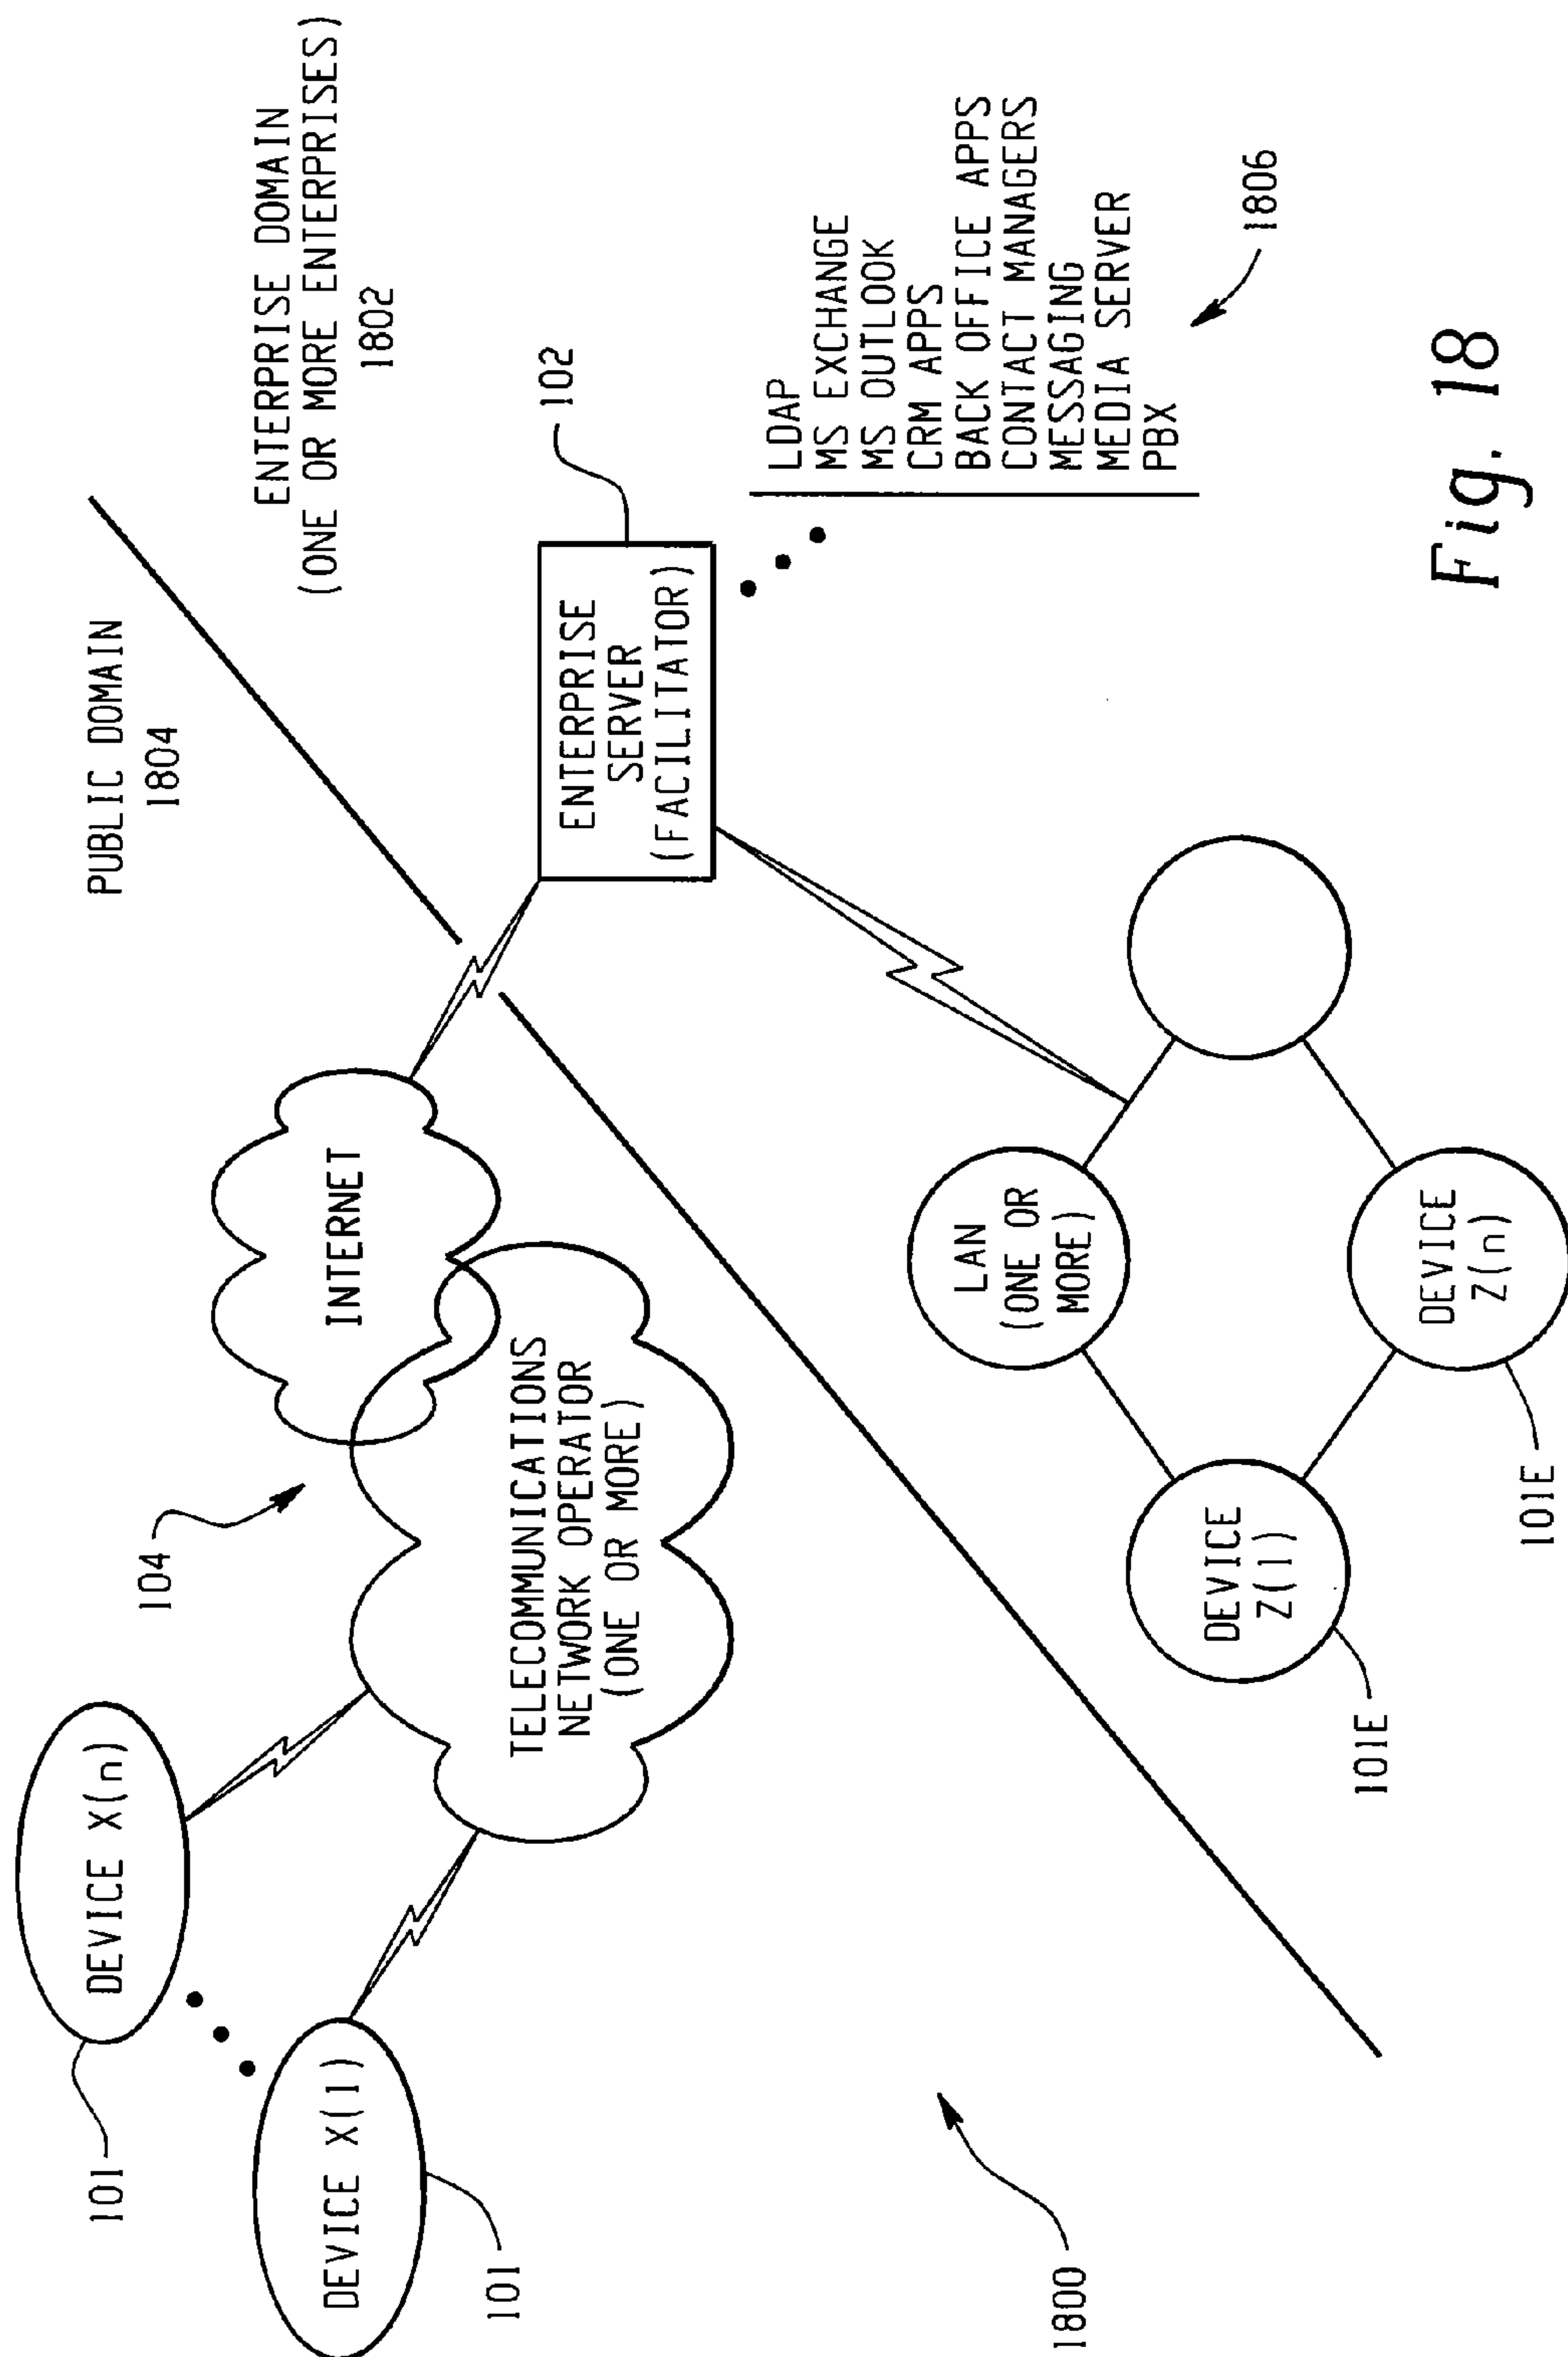 PUBLIC DOMAIN
1804
ENTERPRISE DOMAIN
(ONE OR MORE ENTERPRISES)
1802
101
DEVICE X(n)
DEVICE X(1)
101
104
INTERNET
TELECOMMUNICATIONS
NETWORK OPERATOR
(ONE OR MORE)
ENTERPRISE
SERVER
(FACILITATOR)
102
LDAP
MS EXCHANGE
MS OUTLOOK
CRM APPS
BACK OFFICE APPS
CONTACT MANAGERS
MESSAGING
MEDIA SERVER
PBX
1806
LAN
(ONE OR
MORE)
DEVICE
Z(1)
101E
DEVICE
Z(n)
101E
1800
Fig. 18